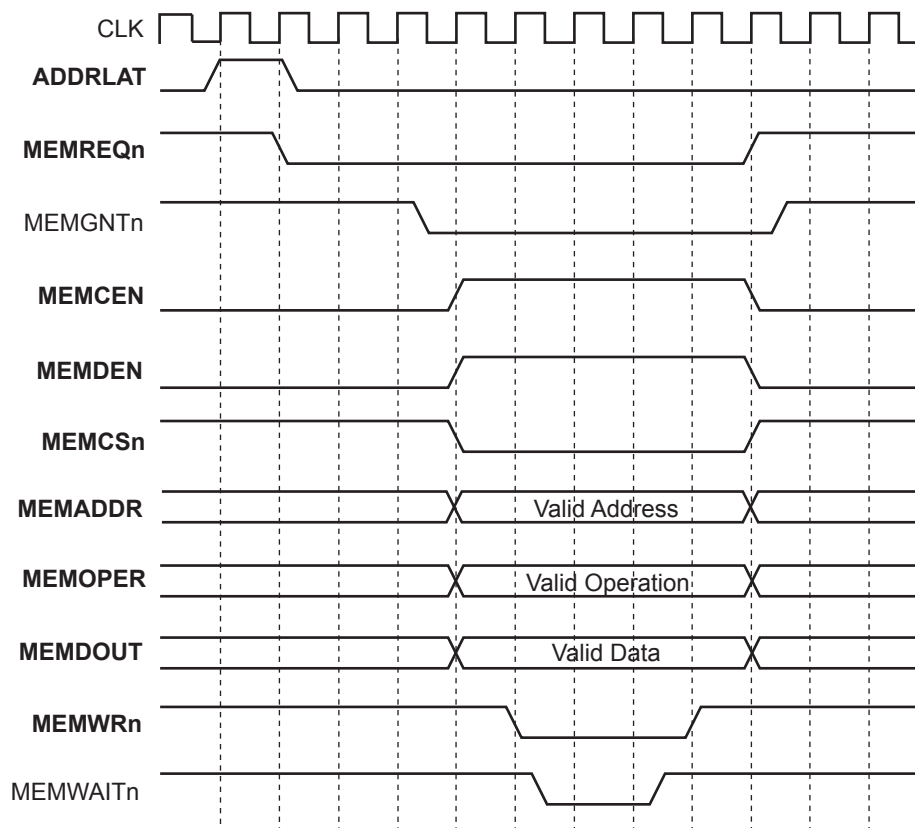 CLK
ADDRLAT
MEMREQn
MEMGNTn
MEMCEN
MEMDEN
MEMCSn
MEMADDR
Valid Address
MEMOPER
Valid Operation
MEMDOUT
Valid Data
MEMWRn
MEMWAITn